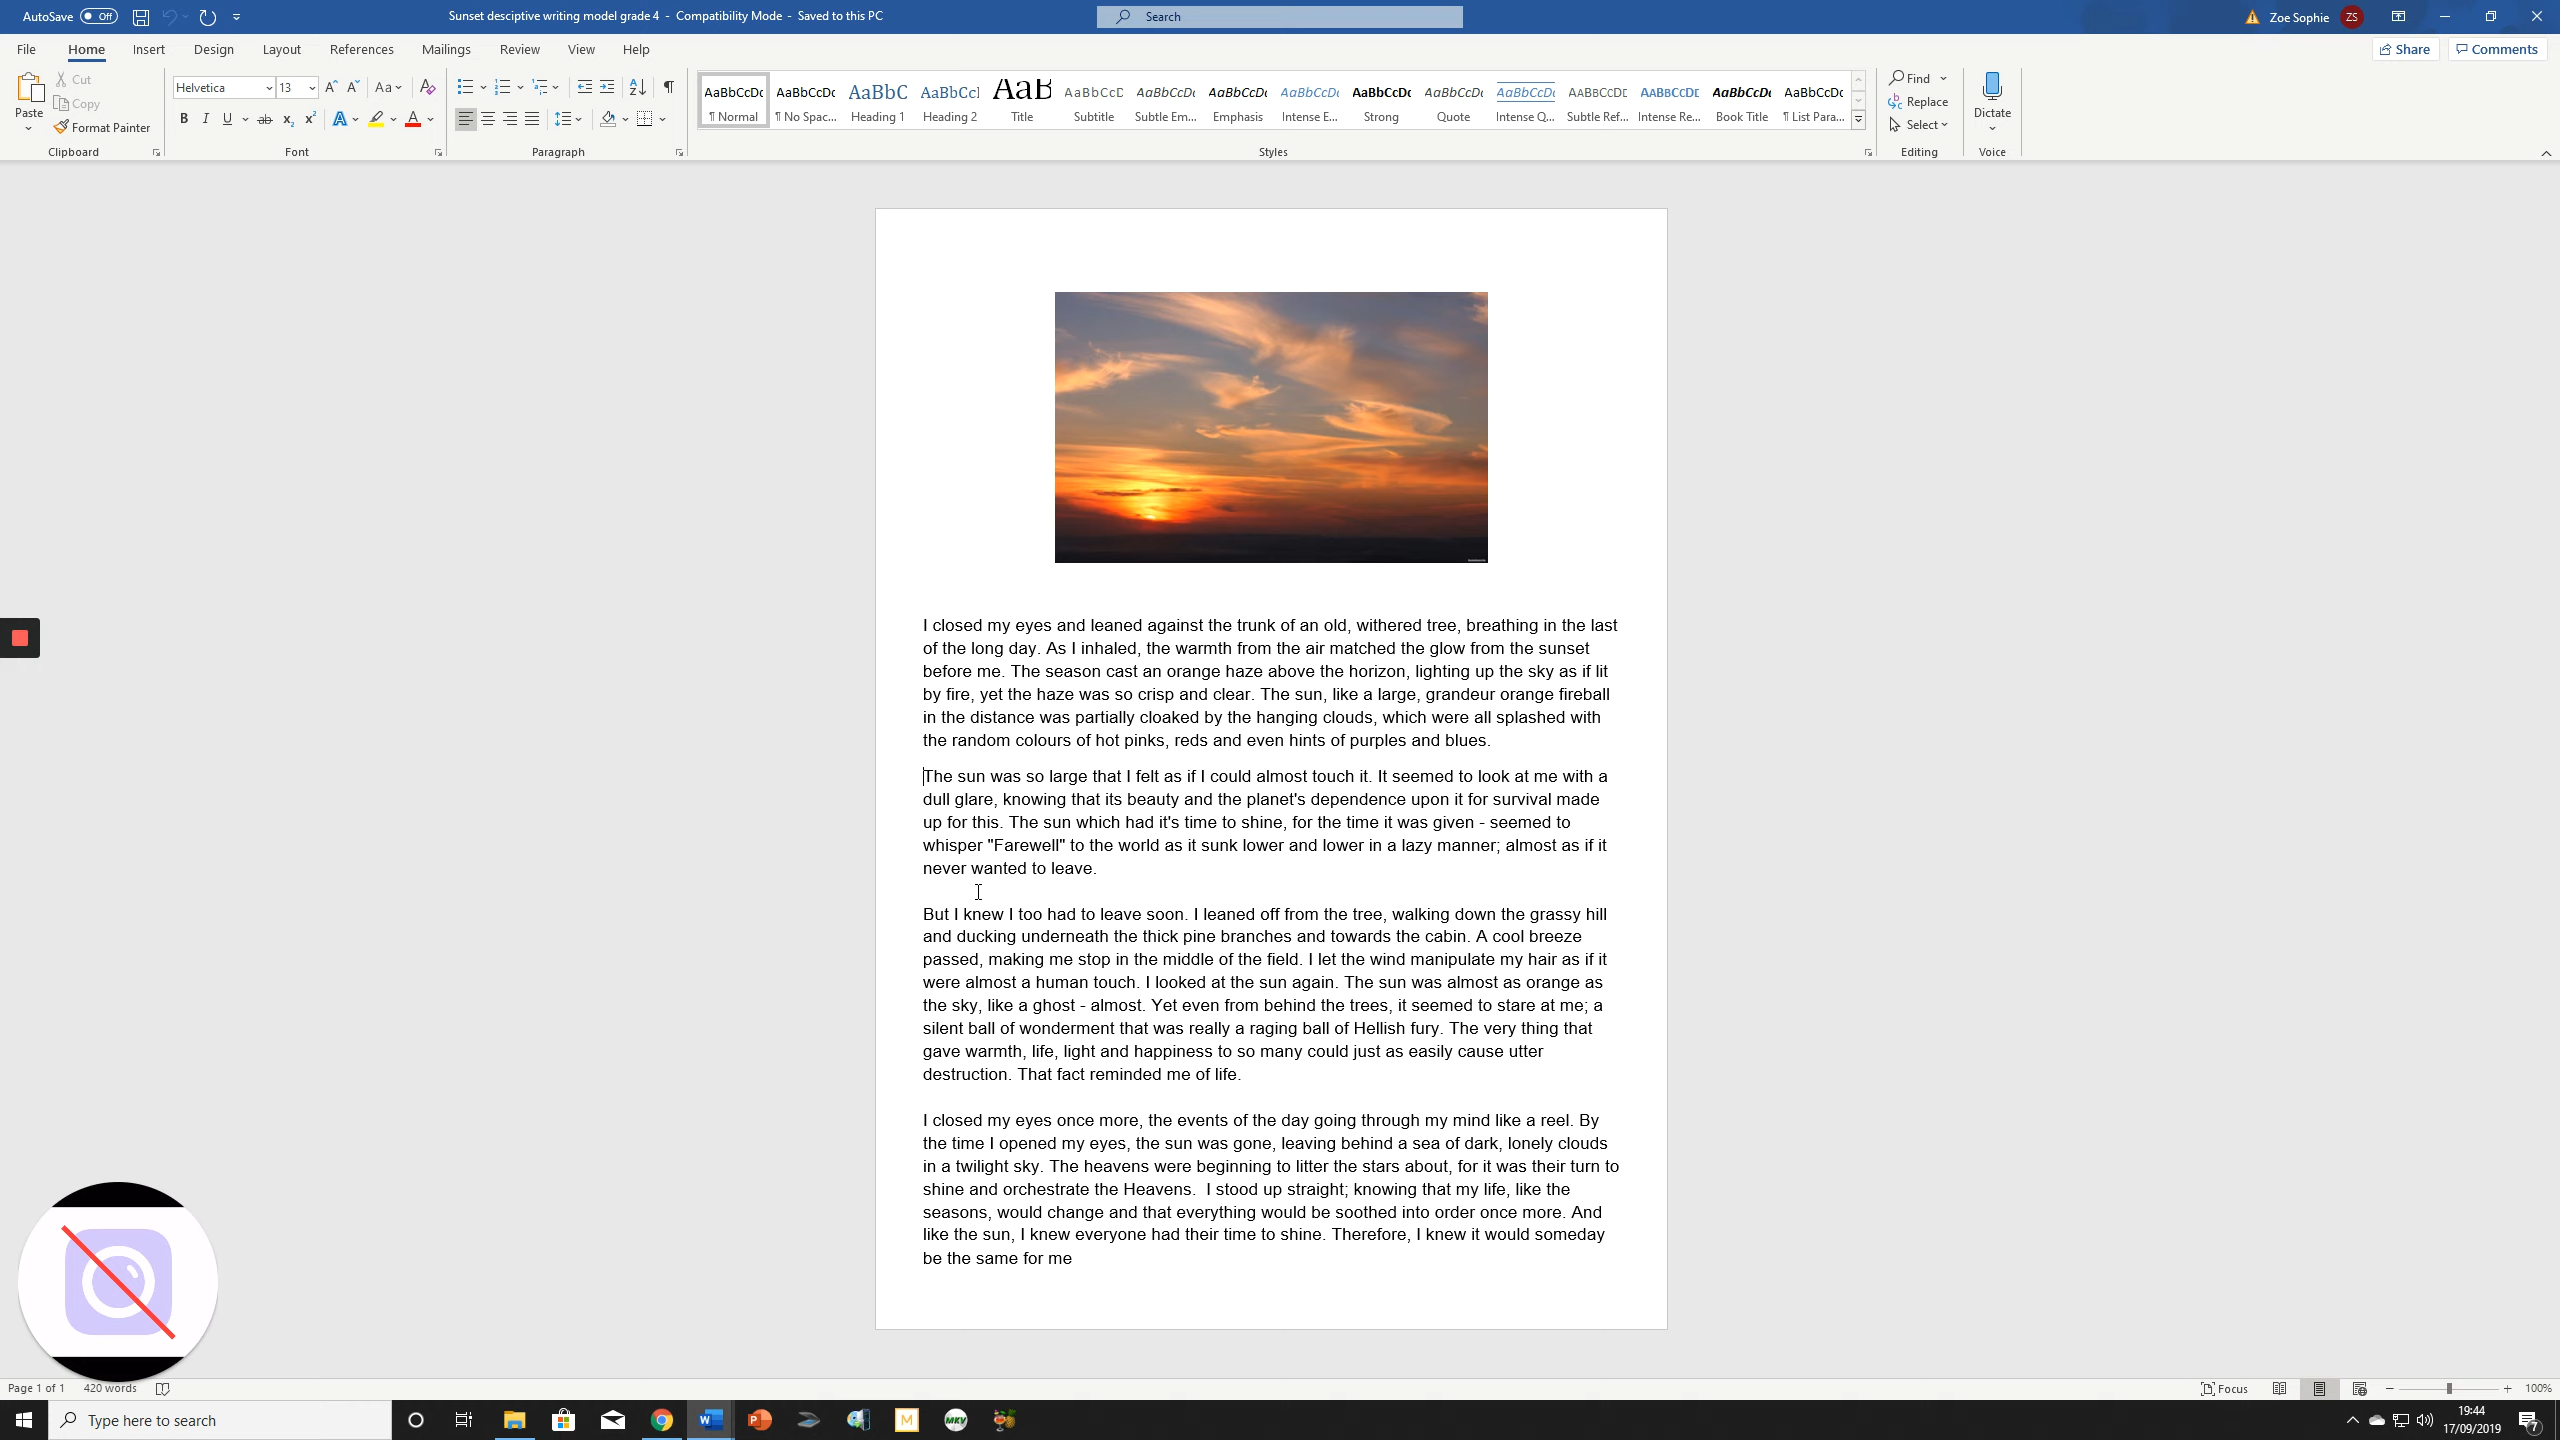 AutoSave Off Sunset desciptive writing model grade 4 - Compatibility Mode - Saved to this PC Search Zoe Sophie ZS
File Home Insert Design Layout References Mailings Review View Help Share Comments
Paste Cut Copy Format Painter Clipboard
Helvetica 13 Aa Font
Paragraph
AaBbCcDc AaBbCcDc AaBbC AaBbCcI AaB AaBbCcD AaBbCcDc AaBbCcDc AaBbCcDc AaBbCcDc AaBbCcDc AaBbCcDc AaBbCcDc AaBbCcDc AaBbCcDc AaBbCcDc
¶ Normal ¶ No Spac... Heading 1 Heading 2 Title Subtitle Subtle Em... Emphasis Intense E... Strong Quote Intense Q... Subtle Ref... Intense Re... Book Title ¶ List Para...
Styles
Find
Replace
Select
Editing
Dictate
Voice
I closed my eyes and leaned against the trunk of an old, withered tree, breathing in the last
of the long day. As I inhaled, the warmth from the air matched the glow from the sunset
before me. The season cast an orange haze above the horizon, lighting up the sky as if lit
by fire, yet the haze was so crisp and clear. The sun, like a large, grandeur orange fireball
in the distance was partially cloaked by the hanging clouds, which were all splashed with
the random colours of hot pinks, reds and even hints of purples and blues.
The sun was so large that I felt as if I could almost touch it. It seemed to look at me with a
dull glare, knowing that its beauty and the planet's dependence upon it for survival made
up for this. The sun which had it's time to shine, for the time it was given - seemed to
whisper "Farewell" to the world as it sunk lower and lower in a lazy manner; almost as if it
never wanted to leave.
But I knew I too had to leave soon. I leaned off from the tree, walking down the grassy hill
and ducking underneath the thick pine branches and towards the cabin. A cool breeze
passed, making me stop in the middle of the field. I let the wind manipulate my hair as if it
were almost a human touch. I looked at the sun again. The sun was almost as orange as
the sky, like a ghost - almost. Yet even from behind the trees, it seemed to stare at me; a
silent ball of wonderment that was really a raging ball of Hellish fury. The very thing that
gave warmth, life, light and happiness to so many could just as easily cause utter
destruction. That fact reminded me of life.
I closed my eyes once more, the events of the day going through my mind like a reel. By
the time I opened my eyes, the sun was gone, leaving behind a sea of dark, lonely clouds
in a twilight sky. The heavens were beginning to litter the stars about, for it was their turn to
shine and orchestrate the Heavens. I stood up straight; knowing that my life, like the
seasons, would change and that everything would be soothed into order once more. And
like the sun, I knew everyone had their time to shine. Therefore, I knew it would someday
be the same for me
Page 1 of 1 420 words Focus 100%
Type here to search
19:44
17/09/2019
7